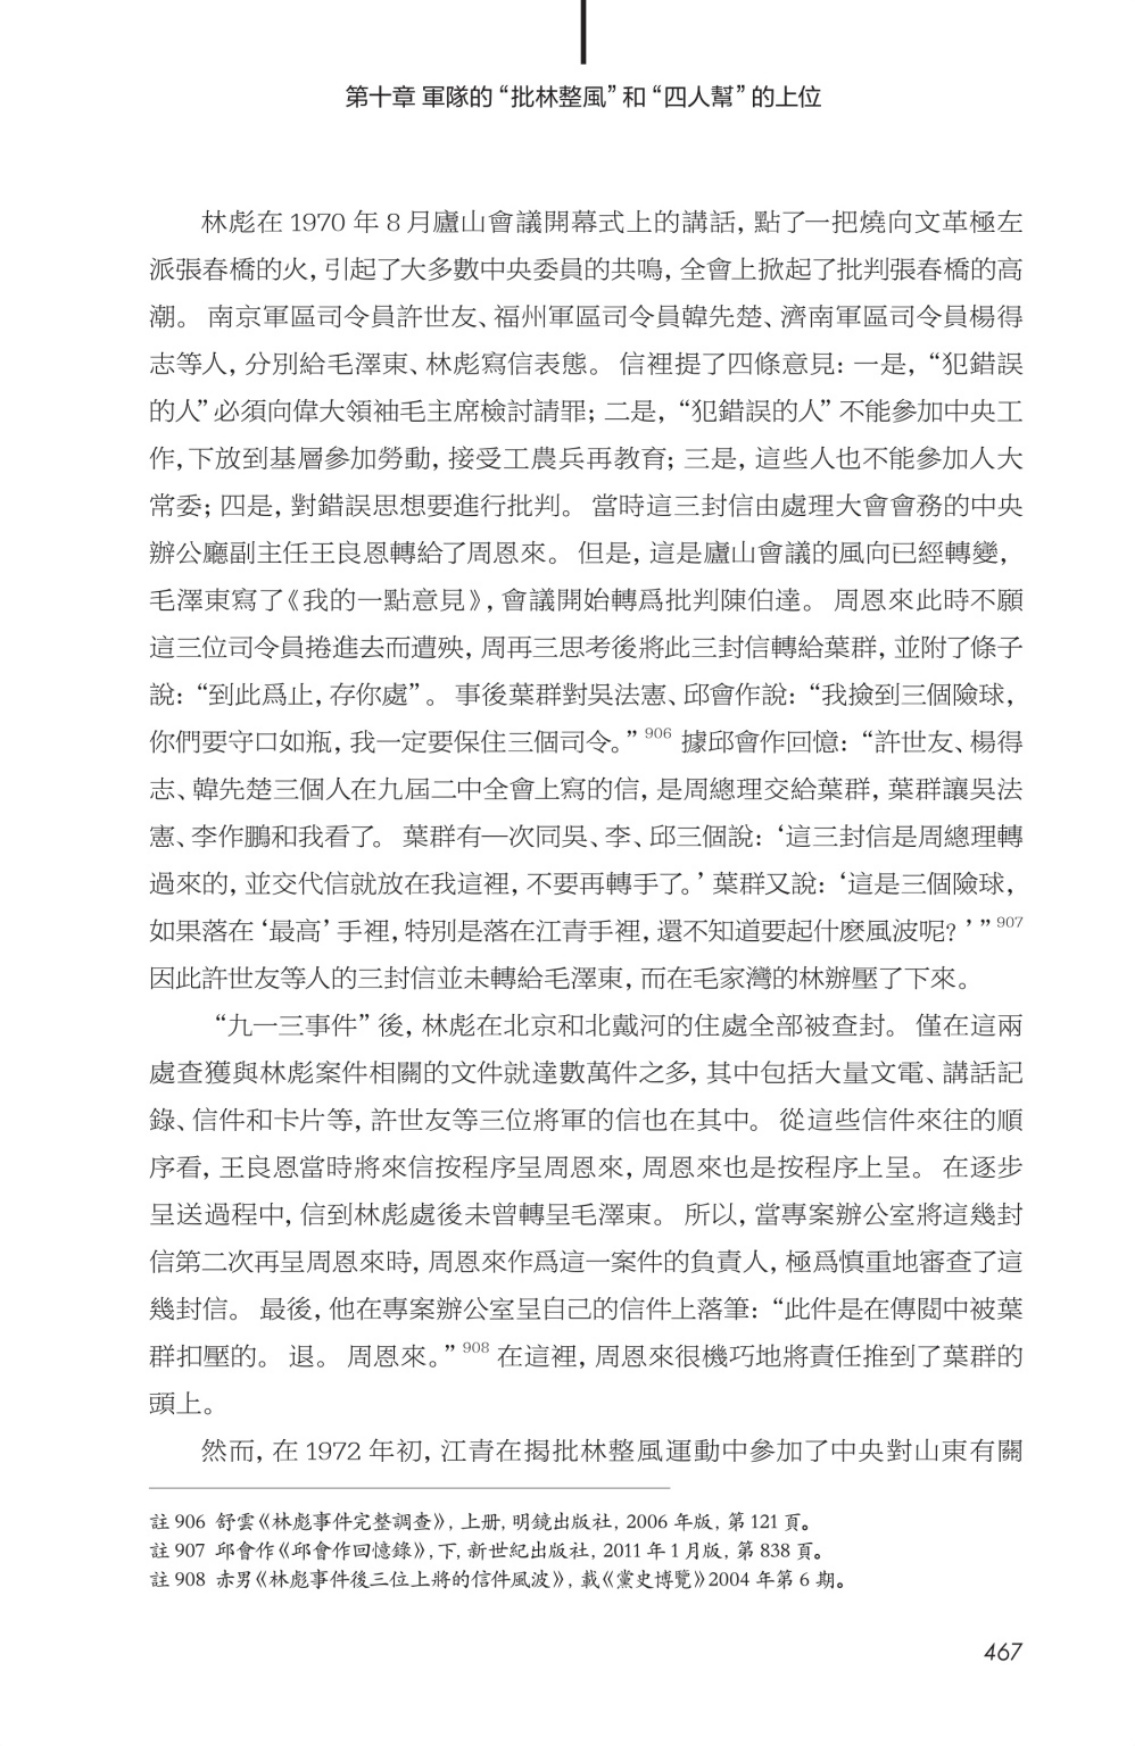 第十章 軍隊的“批林整風”和“四人幫”的上位
林彪在1970年8月廬山會議開幕式上的講話，點了一把燒向文革極左
派張春橋的火，引起了大多數中央委員的共鳴，全會上掀起了批判張春橋的高
潮。南京軍區司令員許世友、福州軍區司令員韓先楚、濟南軍區司令員楊得
志等人，分別給毛澤東、林彪寫信表態。信裡提了四條意見：一是，“犯錯誤
的人”必須向偉大領袖毛主席檢討請罪；二是，“犯錯誤的人”不能參加中央工
作，下放到基層參加勞動，接受工農兵再教育；三是，這些人也不能參加人大
常委；四是，對錯誤思想要進行批判。當時這三封信由處理大會會務的中央
辦公廳副主任王良恩轉給了周恩來。但是，這是廬山會議的風向已經轉變，
毛澤東寫了《我的一點意見》，會議開始轉爲批判陳伯達。周恩來此時不願
這三位司令員捲進去而遭殃，周再三思考後將此三封信轉給葉群，並附了條子
說：“到此爲止，存你處”。事後葉群對吳法憲、邱會作說：“我撿到三個險球，
你們要守口如瓶，我一定要保住三個司令。”906 據邱會作回憶：“許世友、楊得
志、韓先楚三個人在九屆二中全會上寫的信，是周總理交給葉群，葉群讓吳法
憲、李作鵬和我看了。葉群有一次同吳、李、邱三個說：‘這三封信是周總理轉
過來的，並交代信就放在我這裡，不要再轉手了。’葉群又說：‘這是三個險球，
如果落在‘最高’手裡，特別是落在江青手裡，還不知道要起什麽風波呢？’”907
因此許世友等人的三封信並未轉給毛澤東，而在毛家灣的林辦壓了下來。
“九一三事件”後，林彪在北京和北戴河的住處全部被查封。僅在這兩
處查獲與林彪案件相關的文件就達數萬件之多，其中包括大量文電、講話記
錄、信件和卡片等，許世友等三位將軍的信也在其中。從這些信件來往的順
序看，王良恩當時將來信按程序呈周恩來，周恩來也是按程序上呈。在逐步
呈送過程中，信到林彪處後未曾轉呈毛澤東。所以，當專案辦公室將這幾封
信第二次再呈周恩來時，周恩來作爲這一案件的負責人，極爲慎重地審查了這
幾封信。最後，他在專案辦公室呈自己的信件上落筆：“此件是在傳閱中被葉
群扣壓的。退。周恩來。”908 在這裡，周恩來很機巧地將責任推到了葉群的
頭上。
然而，在1972年初，江青在揭批林整風運動中參加了中央對山東有關
註906 舒雲《林彪事件完整調查》，上册，明鏡出版社，2006年版，第121頁。
註907 邱會作《邱會作回憶錄》，下，新世紀出版社，2011年1月版，第838頁。
註908 赤男《林彪事件後三位上將的信件風波》，載《黨史博覽》2004年第6期。
467